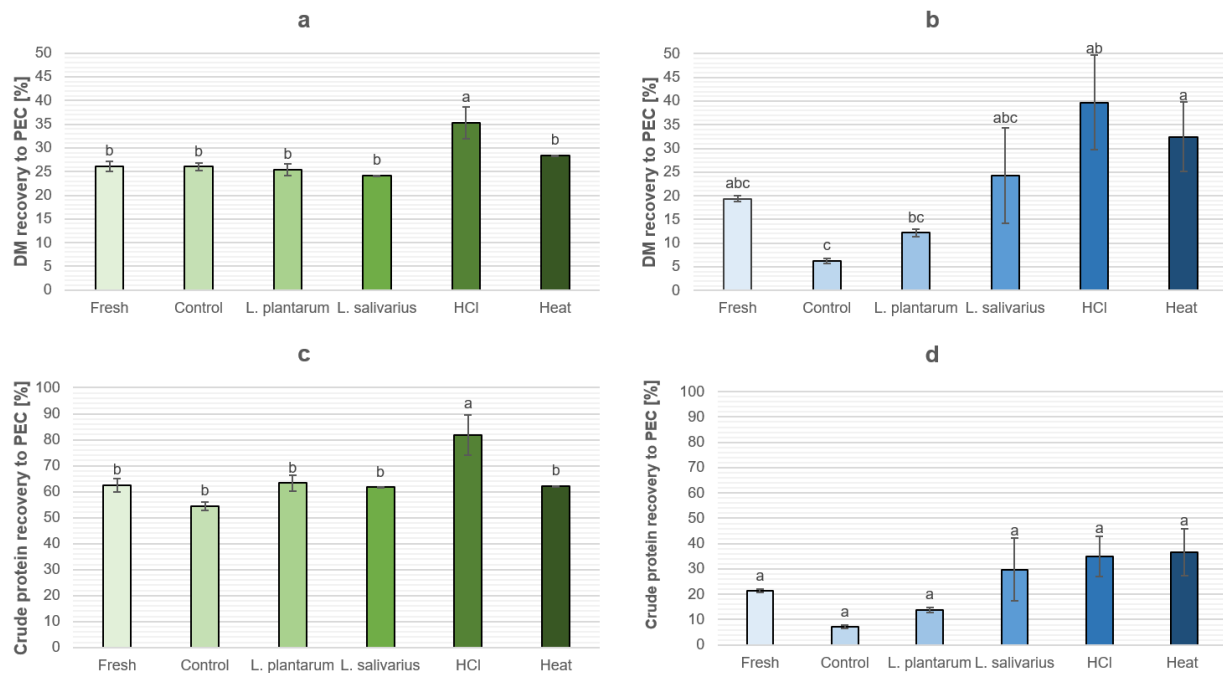 a
DM recovery to PEC [%]
50
45
40
35
30
25
20
15
10
5
0
b
b
b
b
a
b
Fresh Control L. plantarum L. salivarius HCl Heat
b
DM recovery to PEC [%]
50
45
40
35
30
25
20
15
10
5
0
abc
c
bc
abc
ab
a
Fresh Control L. plantarum L. salivarius HCl Heat
c
Crude protein recovery to PEC [%]
100
90
80
70
60
50
40
30
20
10
0
b
b
b
b
a
b
Fresh Control L. plantarum L. salivarius HCl Heat
d
Crude protein recovery to PEC [%]
100
90
80
70
60
50
40
30
20
10
0
a
a
a
a
a
a
Fresh Control L. plantarum L. salivarius HCl Heat